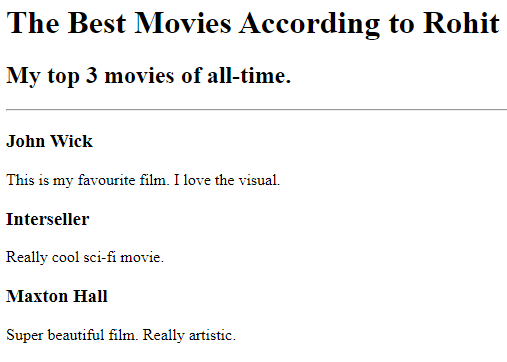 The Best Movies According to Rohit
My top 3 movies of all-time.
John Wick
This is my favourite film. I love the visual.
Interseller
Really cool sci-fi movie.
Maxton Hall
Super beautiful film. Really artistic.